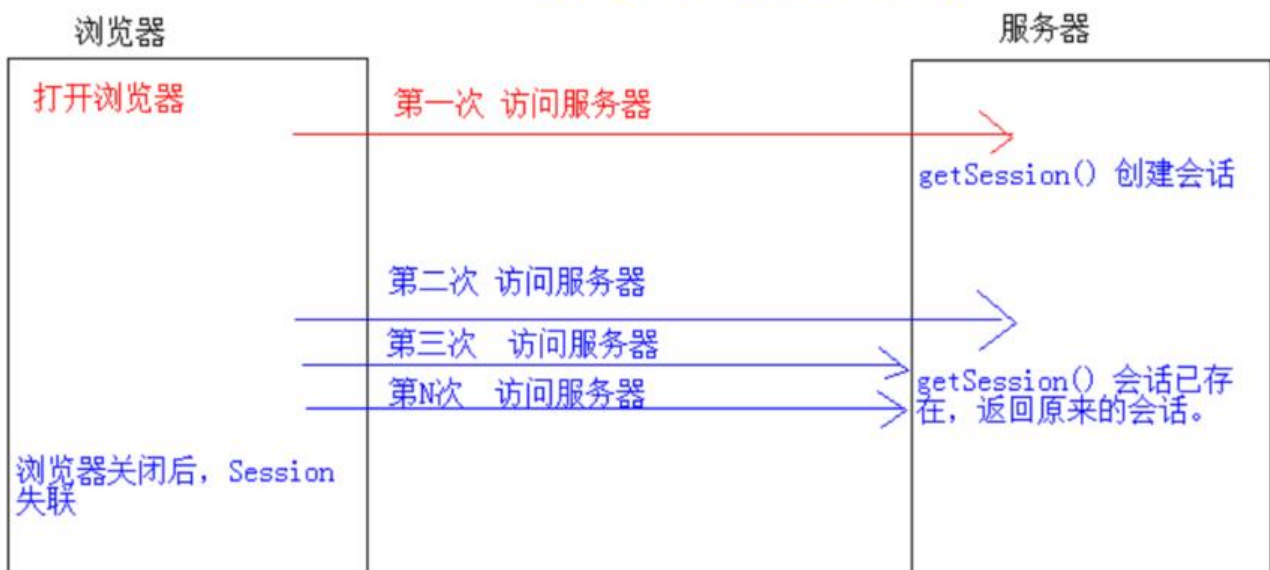 浏览器
服务器
打开浏览器
第一次 访问服务器
getSession() 创建会话
第二次 访问服务器
第三次 访问服务器
第N次 访问服务器
getSession() 会话已存
在，返回原来的会话。
浏览器关闭后，Session
失联